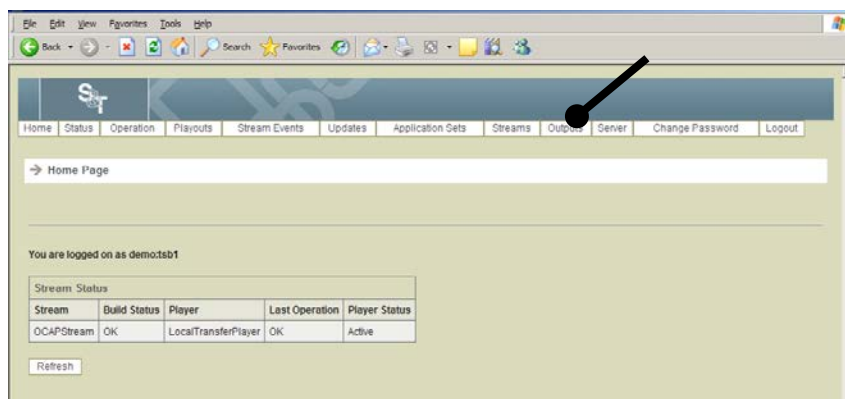 File Edit View Favorites Tools Help
Back Search Favorites
S&T
Home Status Operation Playouts Stream Events Updates Application Sets Streams Outputs Server Change Password Logout
Home Page
You are logged on as demo:tsb1
Stream Status
Stream Build Status Player Last Operation Player Status
OCAPStream OK LocalTransferPlayer OK Active
Refresh